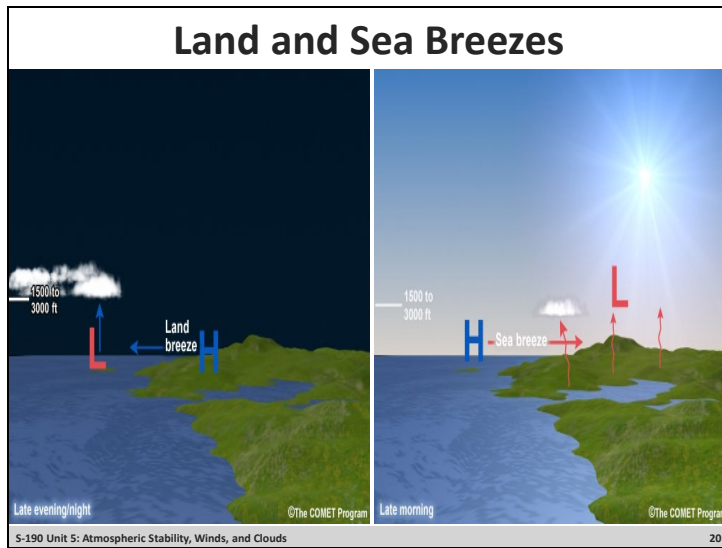 Land and Sea Breezes
1500 to
3000 ft
Land
breeze
H
L
Late evening/night
©The COMET Program
L
1500 to
3000 ft
H
Sea breeze
Late morning
©The COMET Program
S-190 Unit 5: Atmospheric Stability, Winds, and Clouds
20